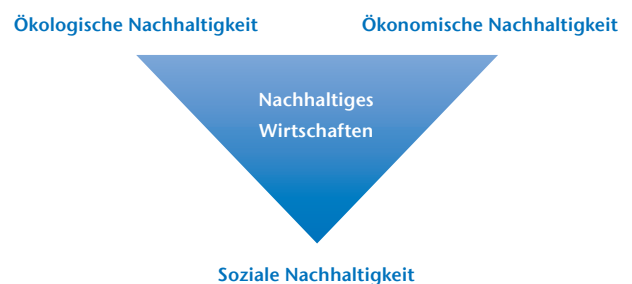 Ökologische Nachhaltigkeit
Ökonomische Nachhaltigkeit
Nachhaltiges
Wirtschaften
Soziale Nachhaltigkeit